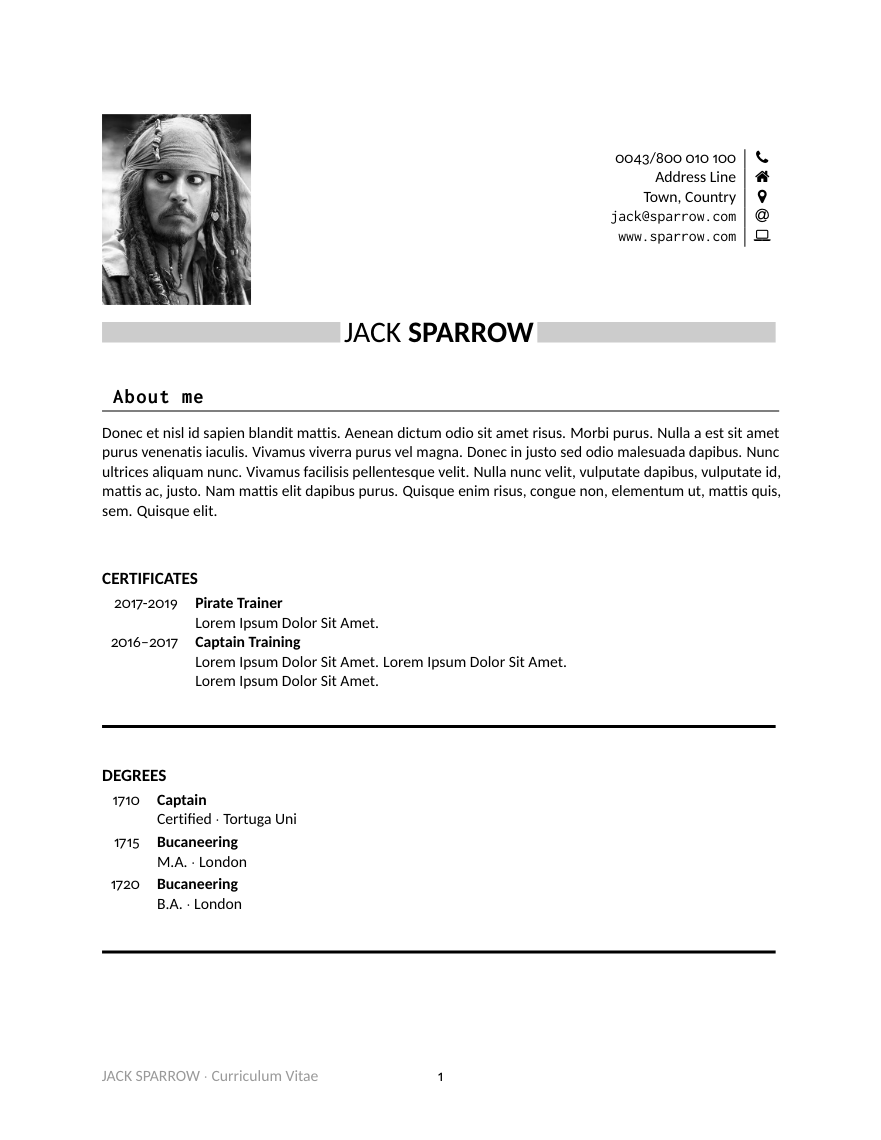 0043/800 010 100
Address Line
Town, Country
jack@sparrow.com
www.sparrow.com
JACK SPARROW
About me
Donec et nisl id sapien blandit mattis. Aenean dictum odio sit amet risus. Morbi purus. Nulla a est sit amet
purus venenatis iaculis. Vivamus viverra purus vel magna. Donec in justo sed odio malesuada dapibus. Nunc
ultrices aliquam nunc. Vivamus facilisis pellentesque velit. Nulla nunc velit, vulputate dapibus, vulputate id,
mattis ac, justo. Nam mattis elit dapibus purus. Quisque enim risus, congue non, elementum ut, mattis quis,
sem. Quisque elit.
CERTIFICATES
2017-2019 Pirate Trainer
Lorem Ipsum Dolor Sit Amet.
2016–2017 Captain Training
Lorem Ipsum Dolor Sit Amet. Lorem Ipsum Dolor Sit Amet.
Lorem Ipsum Dolor Sit Amet.
DEGREES
1710 Captain
Certified · Tortuga Uni
1715 Bucaneering
M.A. · London
1720 Bucaneering
B.A. · London
JACK SPARROW · Curriculum Vitae 1